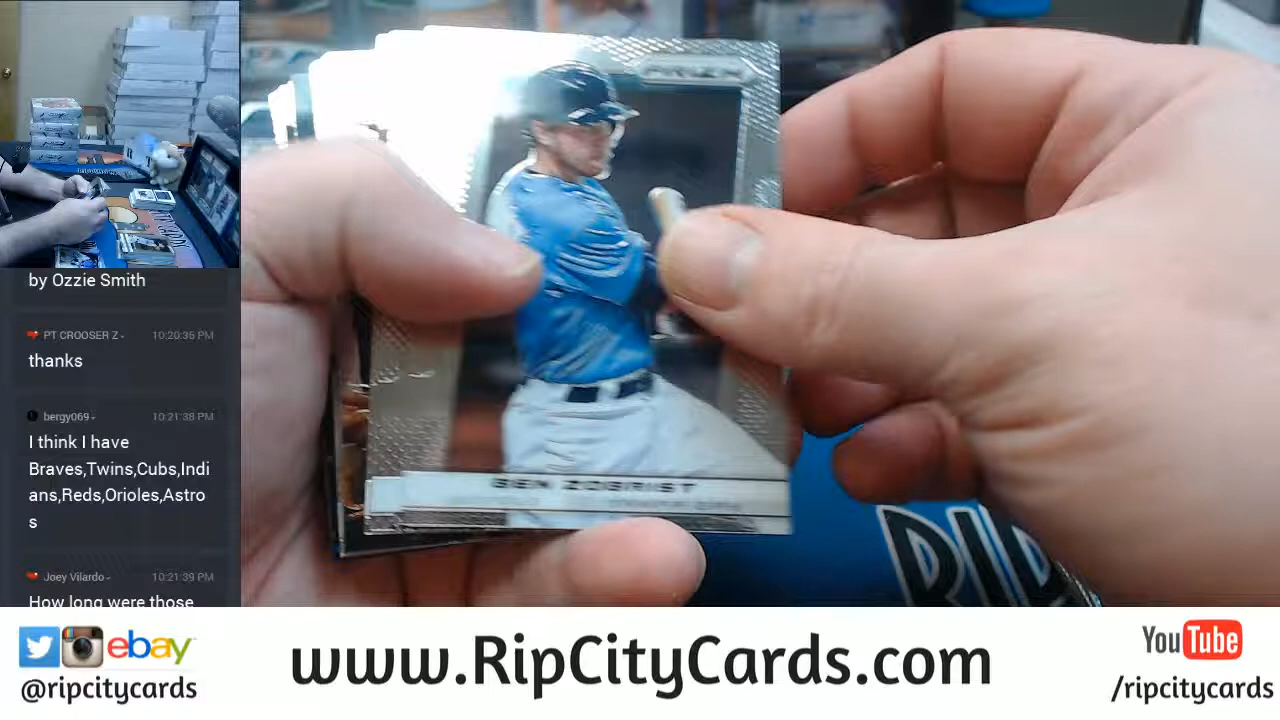 PRIZM
BEN ZOBRIST
by Ozzie Smith
PT CROOSER Z
10:20:36 PM
thanks
bergy069
10:21:38 PM
I think I have
Braves,Twins,Cubs,Indi
ans,Reds,Orioles,Astro
s
Joey Vilardo
10:21:39 PM
How long were those
RIP
ebay
@ripcitycards
www.RipCityCards.com
YouTube
/ripcitycards